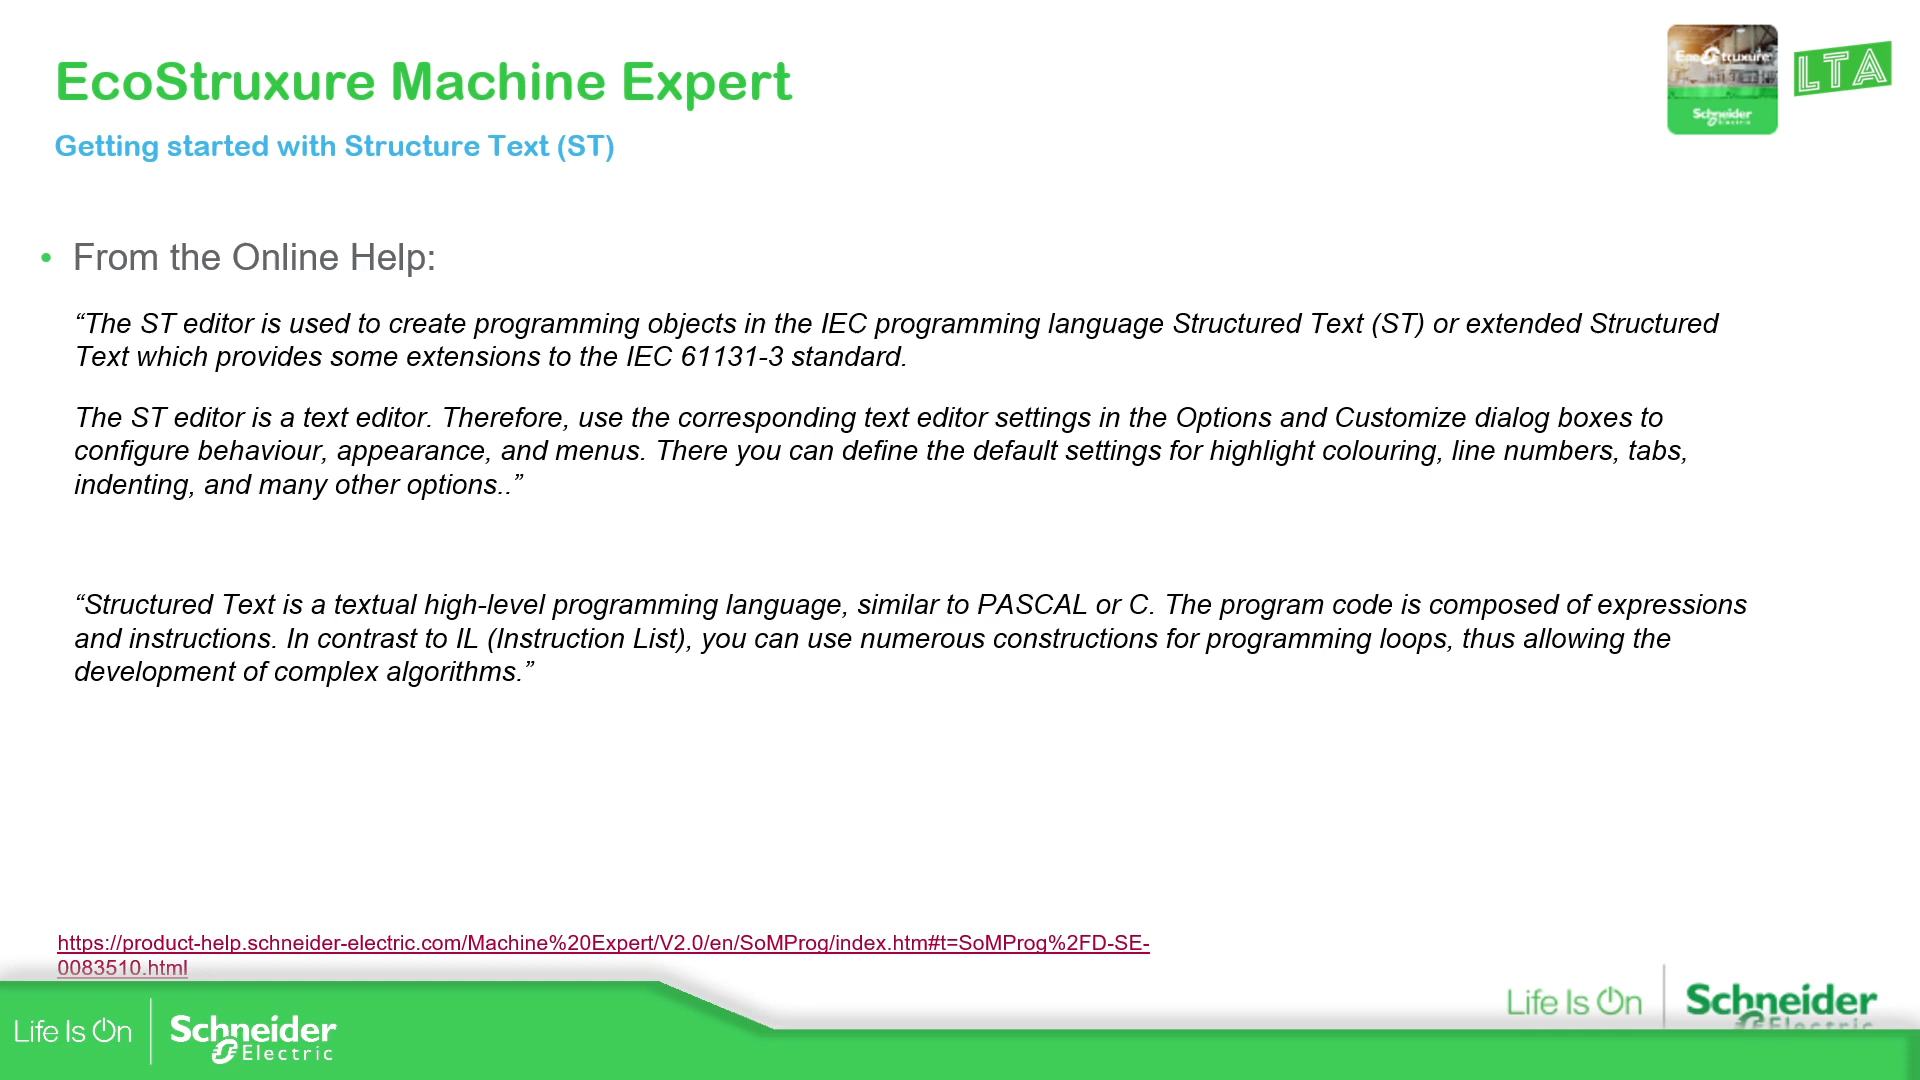 EcoStruxure Machine Expert
Getting started with Structure Text (ST)
EcoStruxure
Schneider
Electric
LTA
• From the Online Help:
“The ST editor is used to create programming objects in the IEC programming language Structured Text (ST) or extended Structured
Text which provides some extensions to the IEC 61131-3 standard.
The ST editor is a text editor. Therefore, use the corresponding text editor settings in the Options and Customize dialog boxes to
configure behaviour, appearance, and menus. There you can define the default settings for highlight colouring, line numbers, tabs,
indenting, and many other options..”
“Structured Text is a textual high-level programming language, similar to PASCAL or C. The program code is composed of expressions
and instructions. In contrast to IL (Instruction List), you can use numerous constructions for programming loops, thus allowing the
development of complex algorithms.”
https://product-help.schneider-electric.com/Machine%20Expert/V2.0/en/SoMProg/index.htm#t=SoMProg%2FD-SE-
0083510.html
Life Is On
Schneider
Electric
Life Is On
Schneider
Electric